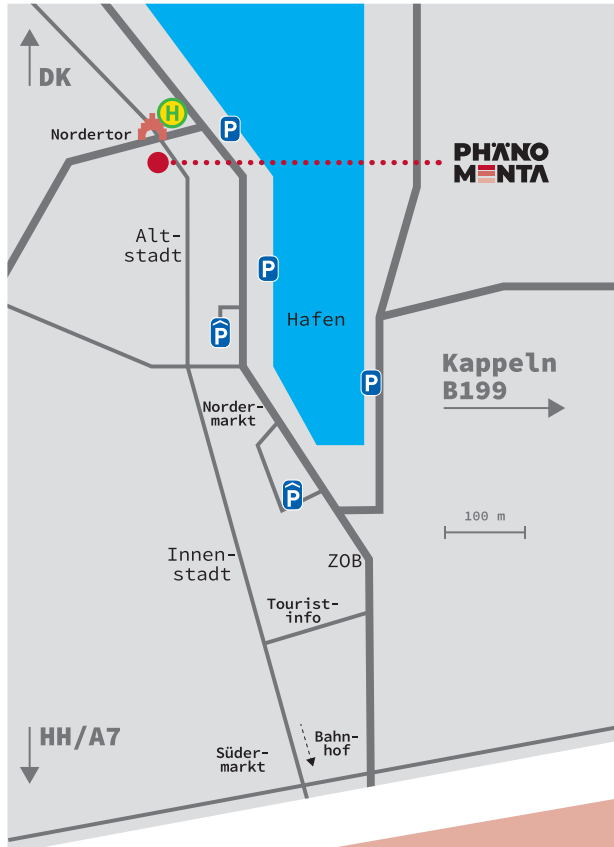 DK
H
P
Nordertor
PHÄNO
MENTA
Alt-
stadt
P
Hafen
P
Kappeln
B199
P
Norder-
markt
P
100 m
Innen-
stadt
ZOB
Tourist-
info
HH/A7
Bahn-
hof
Süder-
markt